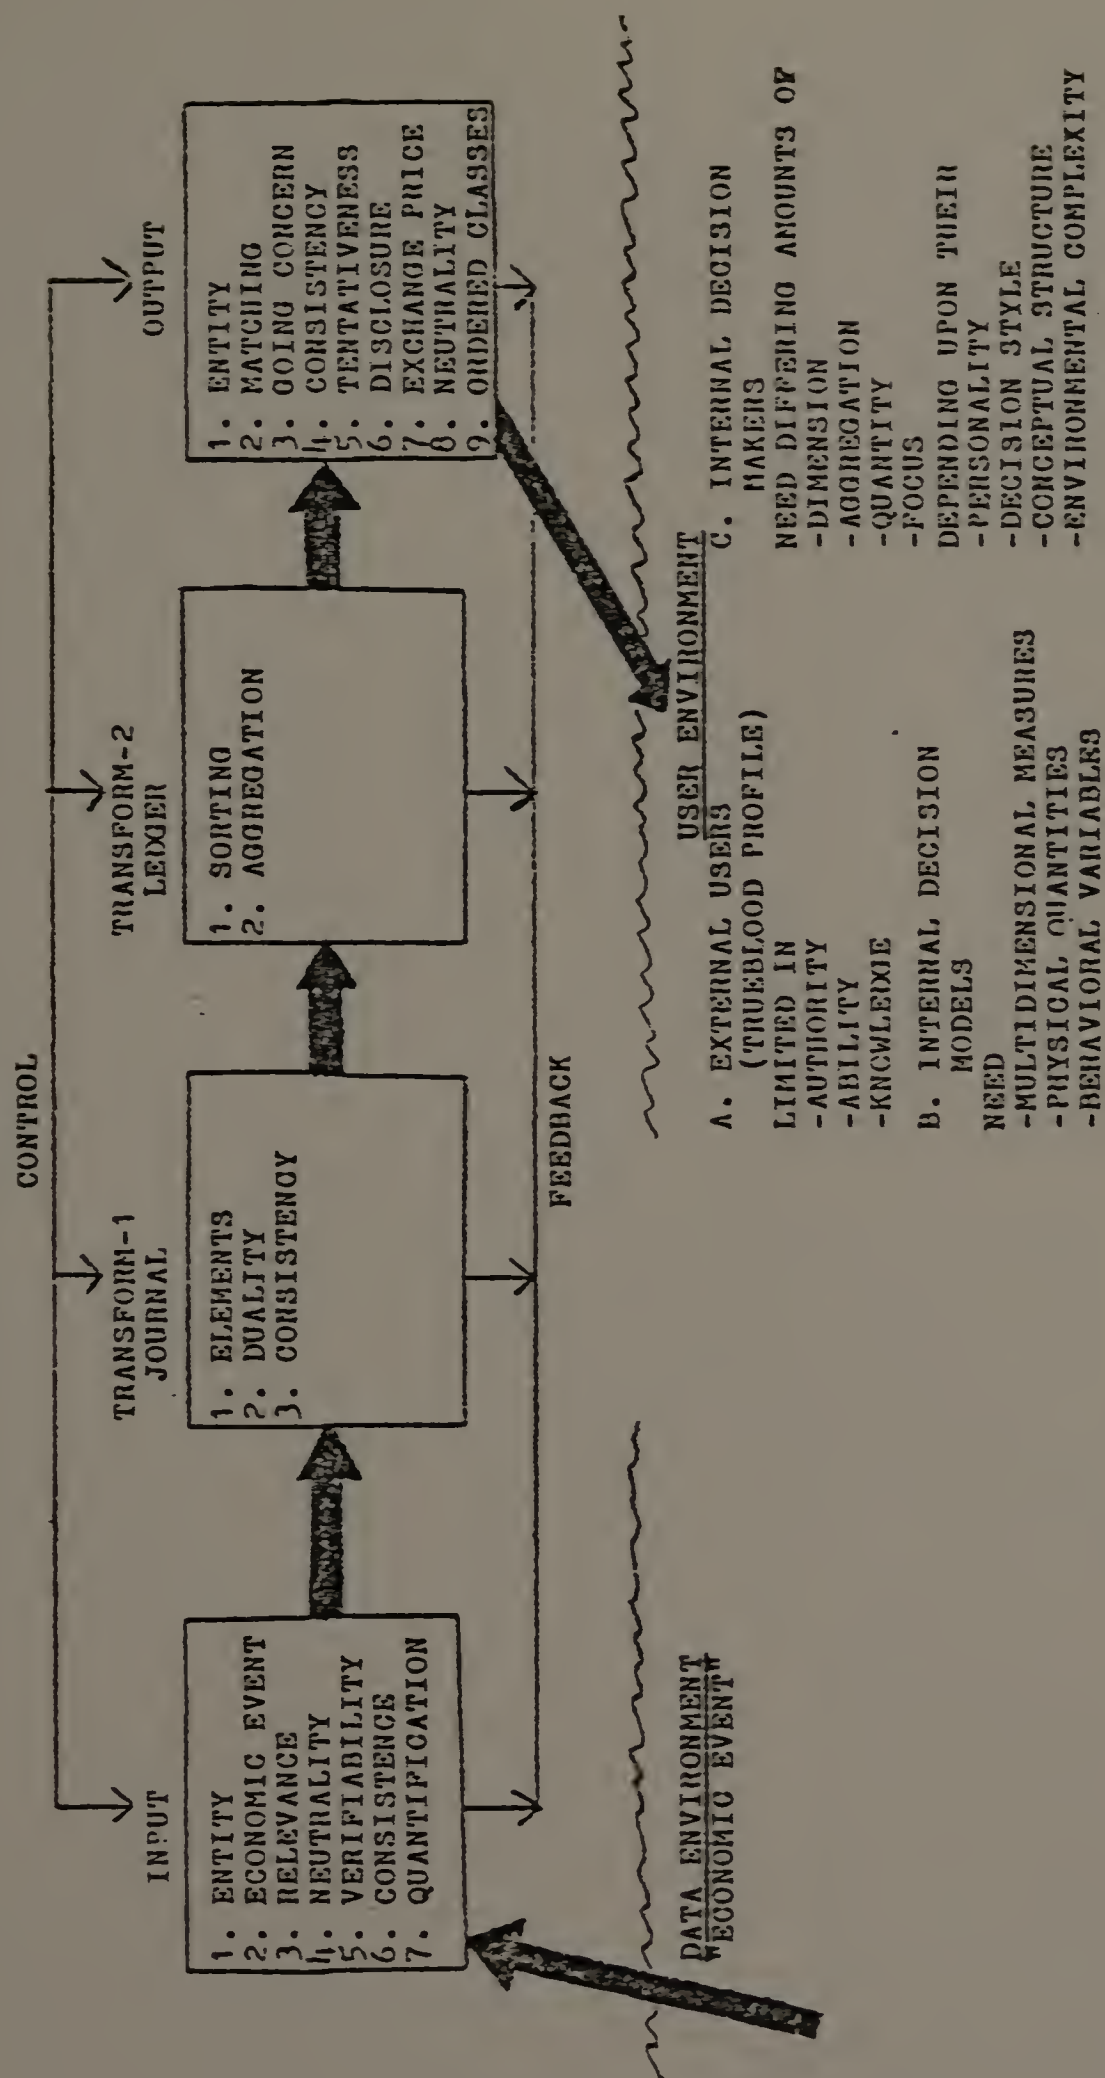 CONTROL
INPUT
1. ENTITY
2. ECONOMIC EVENT
3. RELEVANCE
4. NEUTRALITY
5. VERIFIABILITY
6. CONSISTENCE
7. QUANTIFICATION
TRANSFORM-1
JOURNAL
1. ELEMENTS
2. DUALITY
3. CONSISTENCY
TRANSFORM-2
LEDGER
1. SORTING
2. AGGREGATION
OUTPUT
1. ENTITY
2. MATCHING
3. GOING CONCERN
4. CONSISTENCY
5. TENTATIVENESS
6. DISCLOSURE
7. EXCHANGE PRICE
8. NEUTRALITY
9. ORDERED CLASSES
FEEDBACK
DATA ENVIRONMENT
"ECONOMIC EVENT"
USER ENVIRONMENT
A. EXTERNAL USERS
(TRUEBLOOD PROFILE)
LIMITED IN
-AUTHORITY
-ABILITY
-KNOWLEDGE
B. INTERNAL DECISION
MODELS
NEED
-MULTIDIMENSIONAL MEASURES
-PHYSICAL QUANTITIES
-BEHAVIORAL VARIABLES
C. INTERNAL DECISION
MAKERS
NEED DIFFERING AMOUNTS OF
-DIMENSION
-AGGREGATION
-QUANTITY
-FOCUS
DEPENDING UPON THEIR
-PERSONALITY
-DECISION STYLE
-CONCEPTUAL STRUCTURE
-ENVIRONMENTAL COMPLEXITY